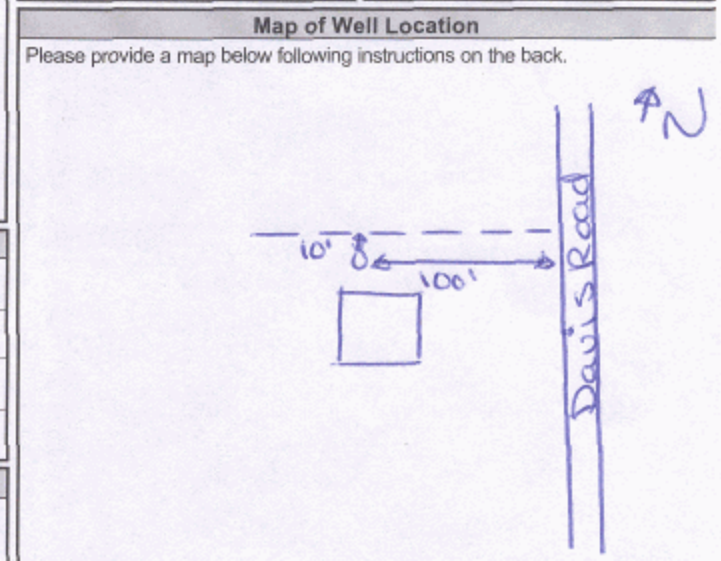 Map of Well Location
Please provide a map below following instructions on the back.
N
10'
100'
Davis Road